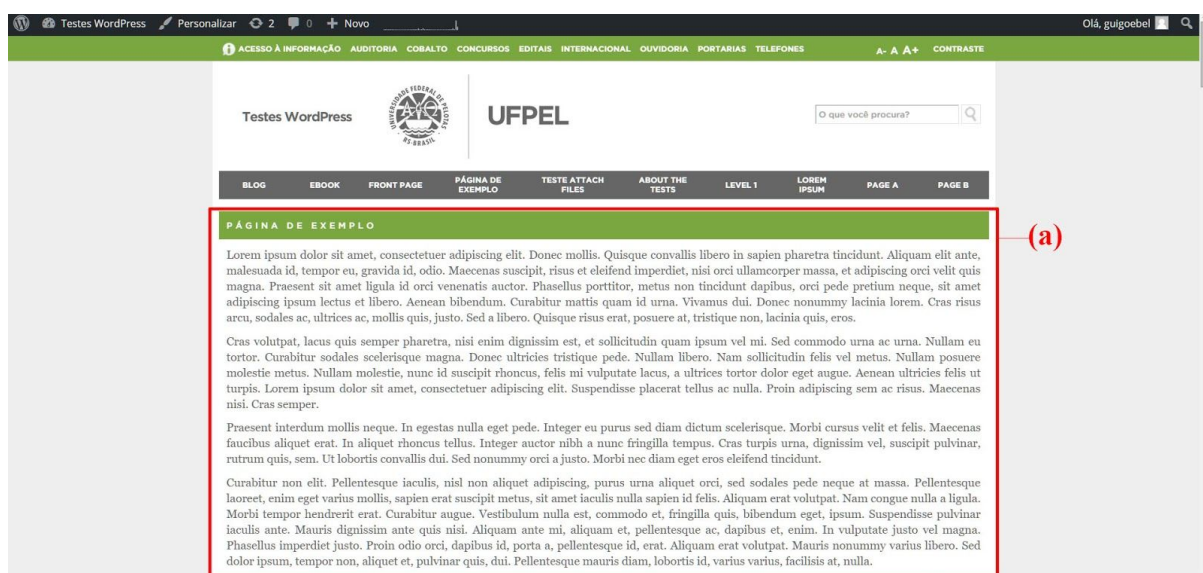 Testes WordPress Personalizar 2 0 Novo Olá, guigoebel
ACESSO À INFORMAÇÃO AUDITORIA COBALTO CONCURSOS EDITAIS INTERNACIONAL OUVIDORIA PORTARIAS TELEFONES A- A A+ CONTRASTE
Testes WordPress
UNIVERSIDADE FEDERAL DE PELOTAS
RS-BRASIL
UFPEL
O que você procura?
BLOG EBOOK FRONT PAGE PÁGINA DE EXEMPLO TESTE ATTACH FILES ABOUT THE TESTS LEVEL 1 LOREM IPSUM PAGE A PAGE B
PÁGINA DE EXEMPLO
(a)
Lorem ipsum dolor sit amet, consectetuer adipiscing elit. Donec mollis. Quisque convallis libero in sapien pharetra tincidunt. Aliquam elit ante,
malesuada id, tempor eu, gravida id, odio. Maecenas suscipit, risus et eleifend imperdiet, nisi orci ullamcorper massa, et adipiscing orci velit quis
magna. Praesent sit amet ligula id orci venenatis auctor. Phasellus porttitor, metus non tincidunt dapibus, orci pede pretium neque, sit amet
adipiscing ipsum lectus et libero. Aenean bibendum. Curabitur mattis quam id urna. Vivamus dui. Donec nonummy lacinia lorem. Cras risus
arcu, sodales ac, ultrices ac, mollis quis, justo. Sed a libero. Quisque risus erat, posuere at, tristique non, lacinia quis, eros.
Cras volutpat, lacus quis semper pharetra, nisi enim dignissim est, et sollicitudin quam ipsum vel mi. Sed commodo urna ac urna. Nullam eu
tortor. Curabitur sodales scelerisque magna. Donec ultricies tristique pede. Nullam libero. Nam sollicitudin felis vel metus. Nullam posuere
molestie metus. Nullam molestie, nunc id suscipit rhoncus, felis mi vulputate lacus, a ultrices tortor dolor eget augue. Aenean ultricies felis ut
turpis. Lorem ipsum dolor sit amet, consectetuer adipiscing elit. Suspendisse placerat tellus ac nulla. Proin adipiscing sem ac risus. Maecenas
nisi. Cras semper.
Praesent interdum mollis neque. In egestas nulla eget pede. Integer eu purus sed diam dictum scelerisque. Morbi cursus velit et felis. Maecenas
faucibus aliquet erat. In aliquet rhoncus tellus. Integer auctor nibh a nunc fringilla tempus. Cras turpis urna, dignissim vel, suscipit pulvinar,
rutrum quis, sem. Ut lobortis convallis dui. Sed nonummy orci a justo. Morbi nec diam eget eros eleifend tincidunt.
Curabitur non elit. Pellentesque iaculis, nisl non aliquet adipiscing, purus urna aliquet orci, sed sodales pede neque at massa. Pellentesque
laoreet, enim eget varius mollis, sapien erat suscipit metus, sit amet iaculis nulla sapien id felis. Aliquam erat volutpat. Nam congue nulla a ligula.
Morbi tempor hendrerit erat. Curabitur augue. Vestibulum nulla est, commodo et, fringilla quis, bibendum eget, ipsum. Suspendisse pulvinar
iaculis ante. Mauris dignissim ante quis nisi. Aliquam ante mi, aliquam et, pellentesque ac, dapibus et, enim. In vulputate justo vel magna.
Phasellus imperdiet justo. Proin odio orci, dapibus id, porta a, pellentesque id, erat. Aliquam erat volutpat. Mauris nonummy varius libero. Sed
dolor ipsum, tempor non, aliquet et, pulvinar quis, dui. Pellentesque mauris diam, lobortis id, varius varius, facilisis at, nulla.